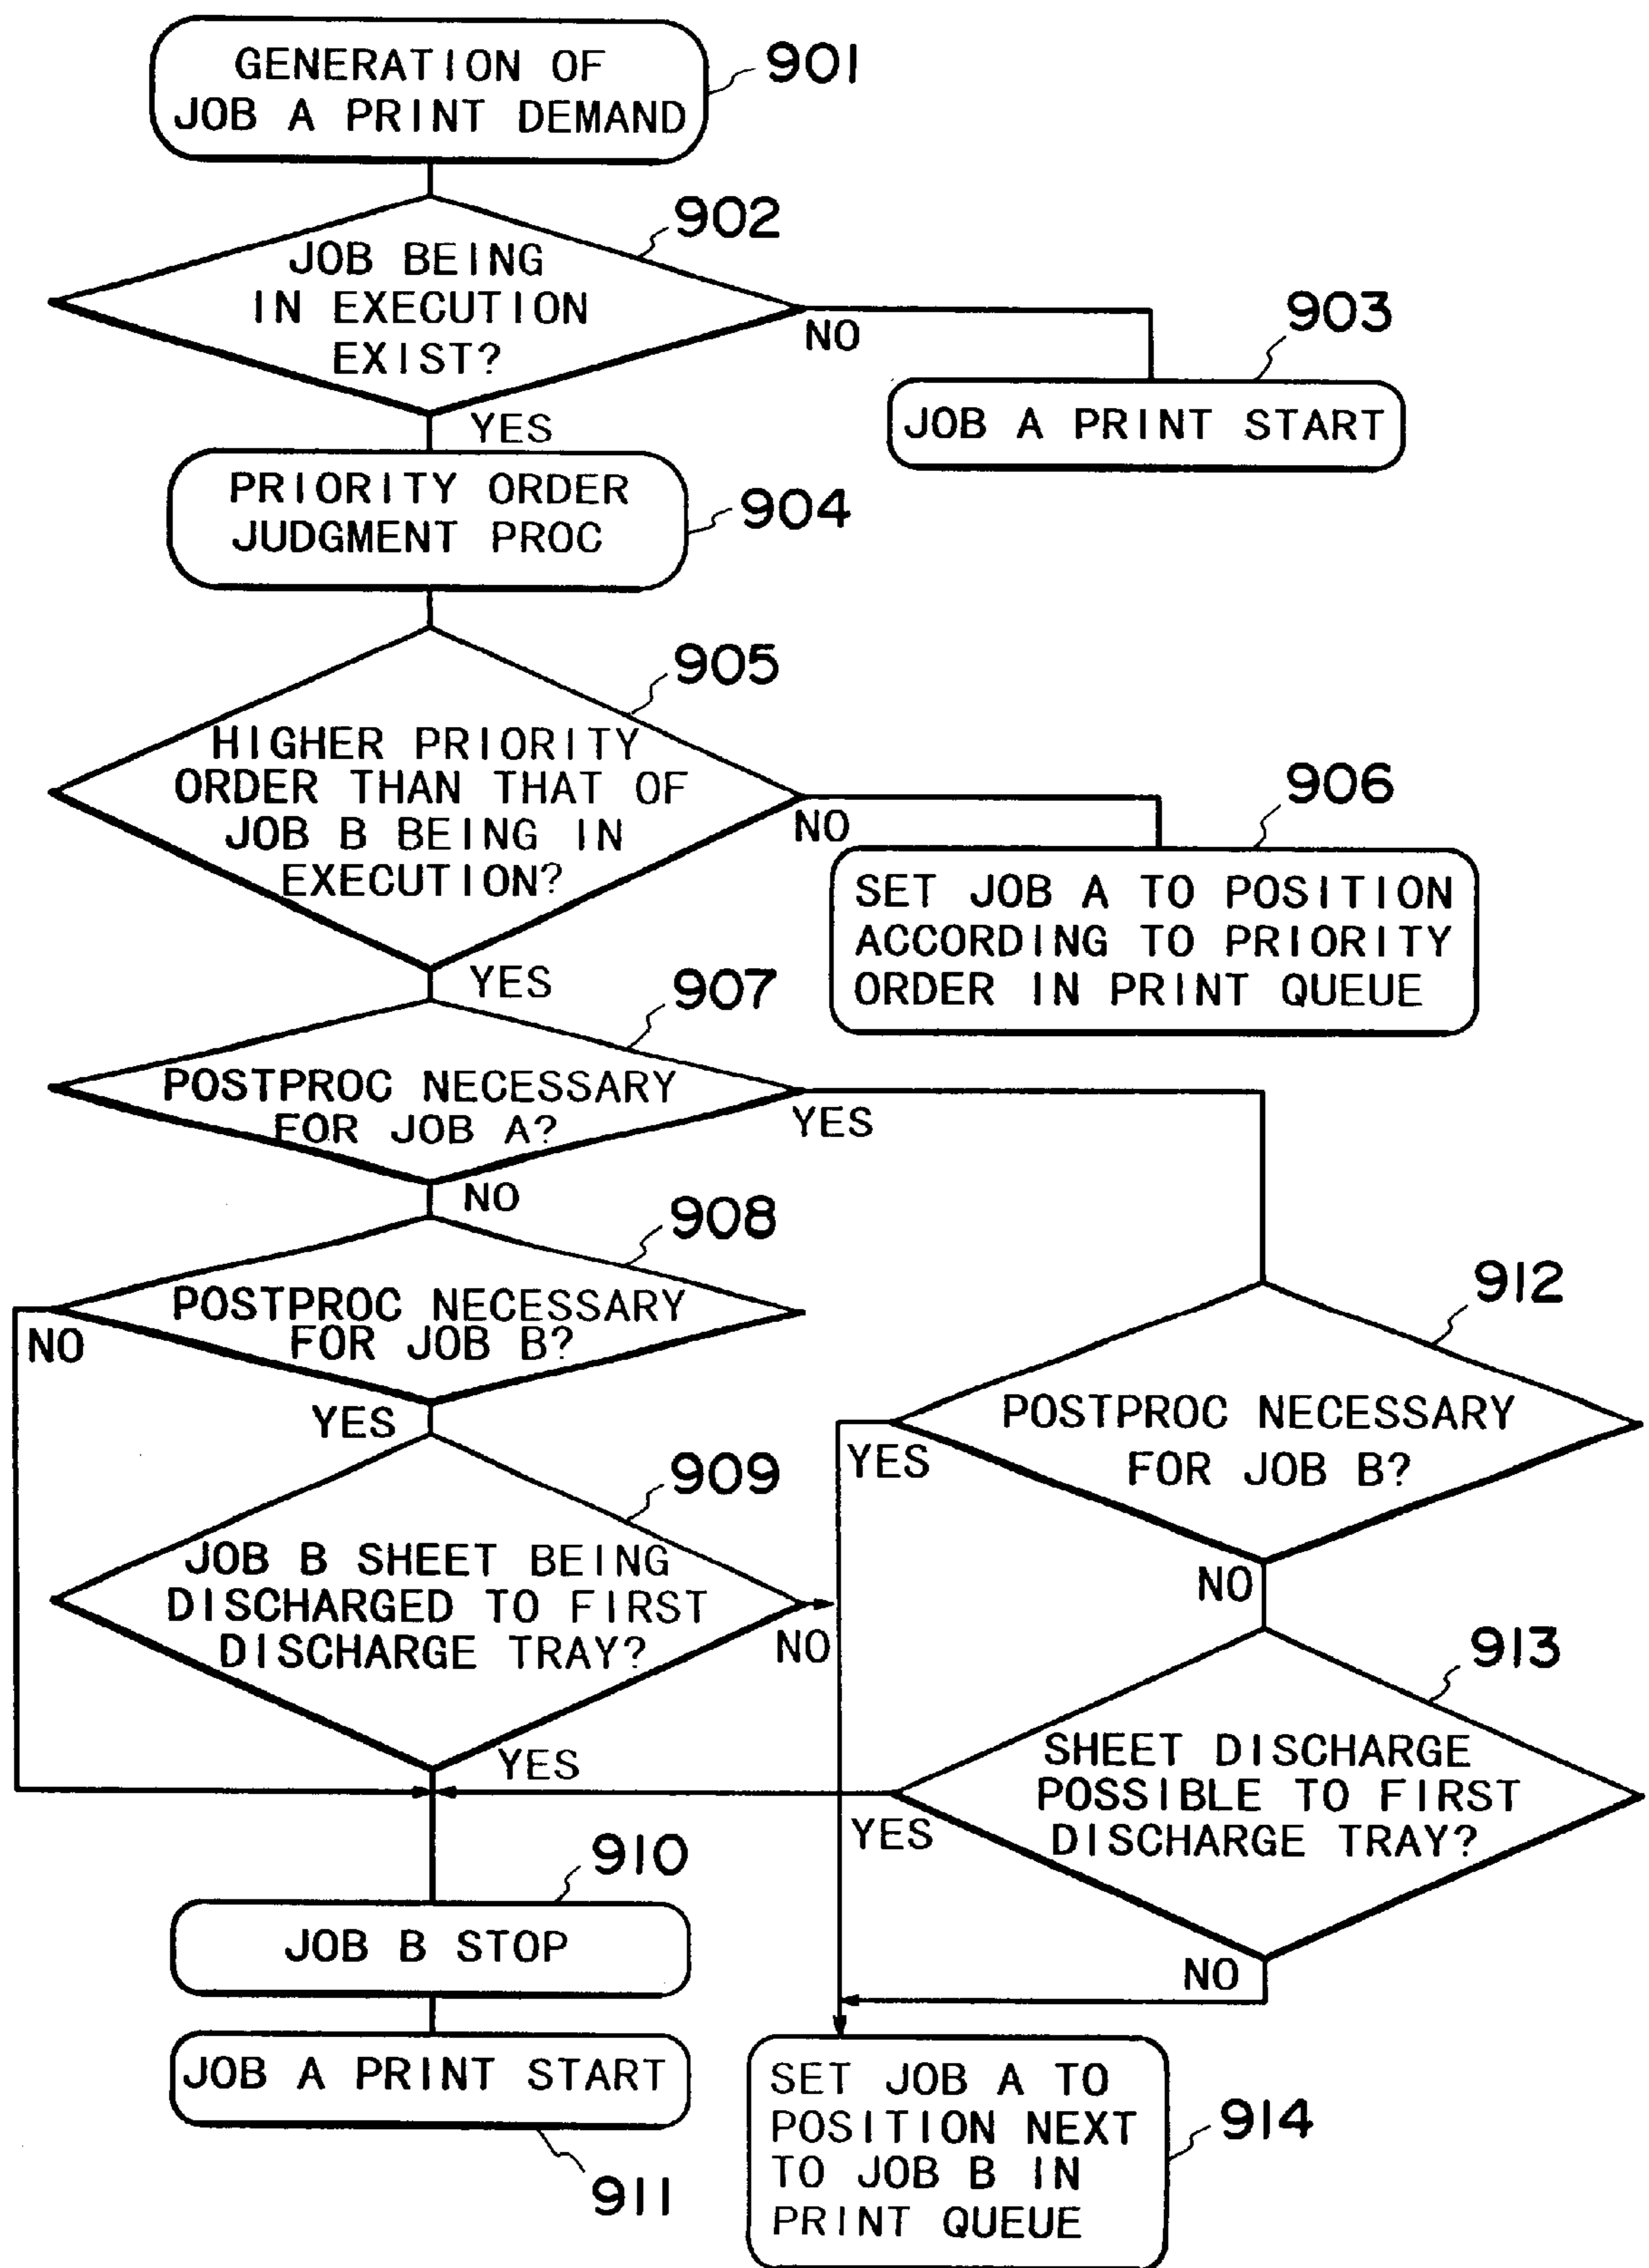 GENERATION OF
JOB A PRINT DEMAND
901
902
JOB BEING
IN EXECUTION
EXIST?
NO
903
JOB A PRINT START
YES
PRIORITY ORDER
JUDGMENT PROC
904
905
HIGHER PRIORITY
ORDER THAN THAT OF
JOB B BEING IN
EXECUTION?
NO
906
SET JOB A TO POSITION
ACCORDING TO PRIORITY
ORDER IN PRINT QUEUE
YES
907
POSTPROC NECESSARY
FOR JOB A?
YES
NO
908
POSTPROC NECESSARY
FOR JOB B?
NO
YES
912
POSTPROC NECESSARY
FOR JOB B?
YES
NO
909
JOB B SHEET BEING
DISCHARGED TO FIRST
DISCHARGE TRAY?
NO
YES
913
SHEET DISCHARGE
POSSIBLE TO FIRST
DISCHARGE TRAY?
YES
NO
910
JOB B STOP
JOB A PRINT START
911
SET JOB A TO
POSITION NEXT
TO JOB B IN
PRINT QUEUE
914